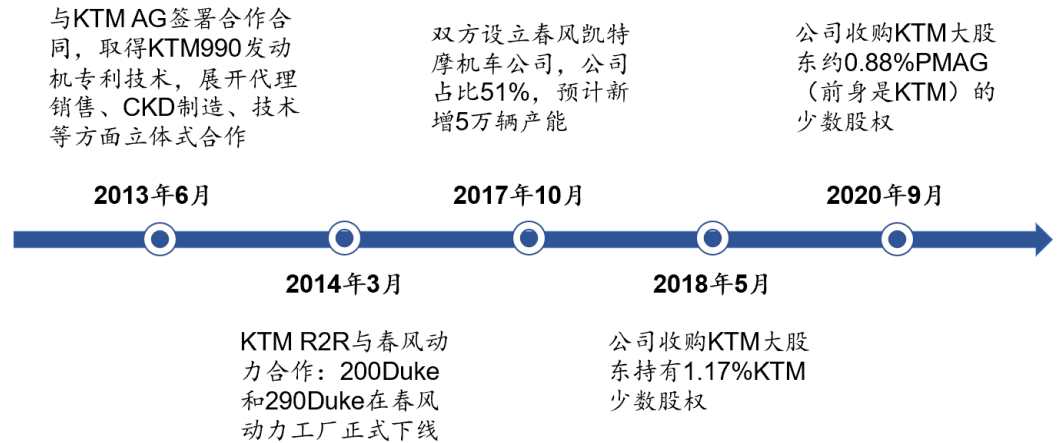 与KTM AG签署合作合
同，取得KTM990发动
机专利技术，展开代理
销售、CKD制造、技术
等方面立体式合作
2013年6月
KTM R2R与春风动
力合作：200Duke
和290Duke在春风
动力工厂正式下线
2014年3月
双方设立春风凯特
摩机车公司，公司
占比51%，预计新
增5万辆产能
2017年10月
公司收购KTM大股
东持有1.17%KTM
少数股权
2018年5月
公司收购KTM大股
东约0.88%PMAG
（前身是KTM）的
少数股权
2020年9月